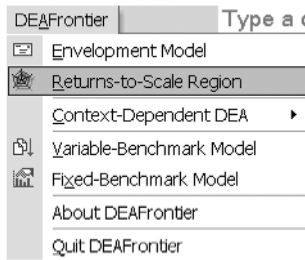 DEAFrontier Type a
Envelopment Model
Returns-to-Scale Region
Context-Dependent DEA
Variable-Benchmark Model
Fixed-Benchmark Model
About DEAFrontier
Quit DEAFrontier